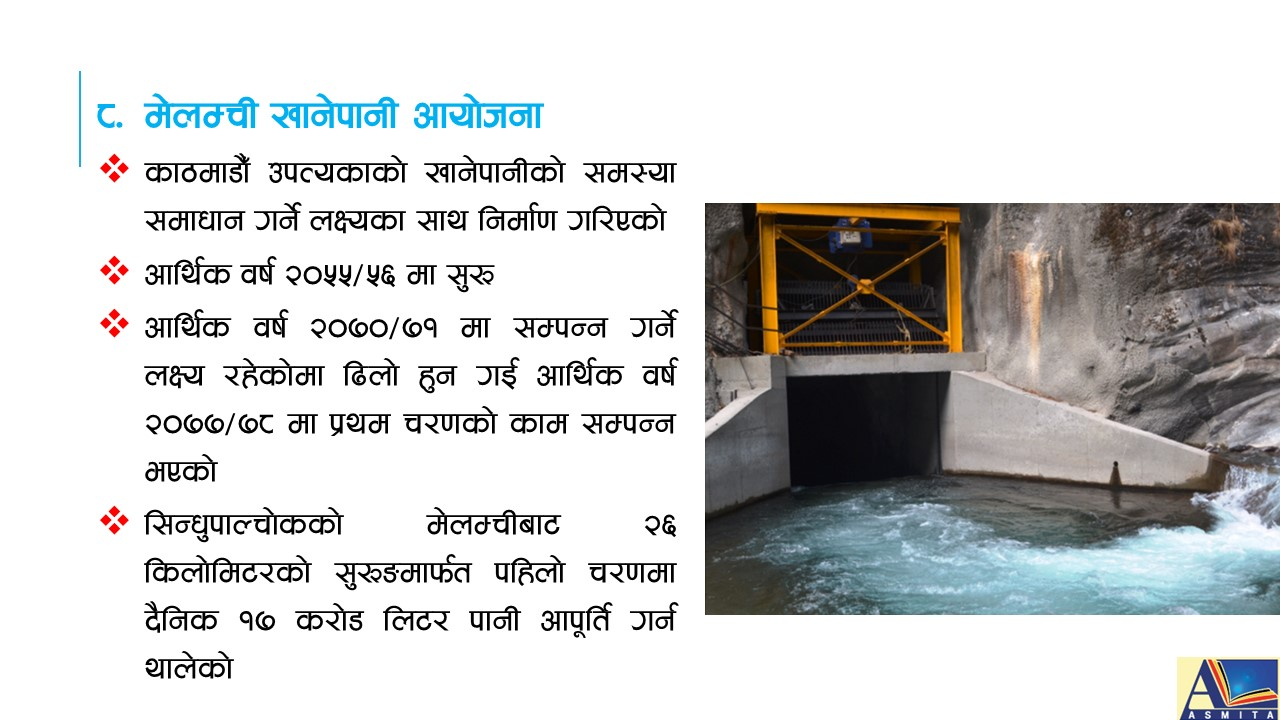 ८. मेलम्ची खानेपानी आयोजना
❖ काठमाडौँ उपत्यकाको खानेपानीको समस्या
समाधान गर्ने लक्ष्यका साथ निर्माण गरिएको
❖ आर्थिक वर्ष २०५५/५६ मा सुरु
❖ आर्थिक वर्ष २०७०/७१ मा सम्पन्न गर्ने
लक्ष्य रहेकोमा ढिलो हुन गई आर्थिक वर्ष
२०७७/७८ मा प्रथम चरणको काम सम्पन्न
भएको
❖ सिन्धुपाल्चोकको मेलम्चीबाट २६
किलोमिटरको सुरुङमार्फत पहिलो चरणमा
दैनिक १७ करोड लिटर पानी आपूर्ति गर्न
थालेको
ASMITA